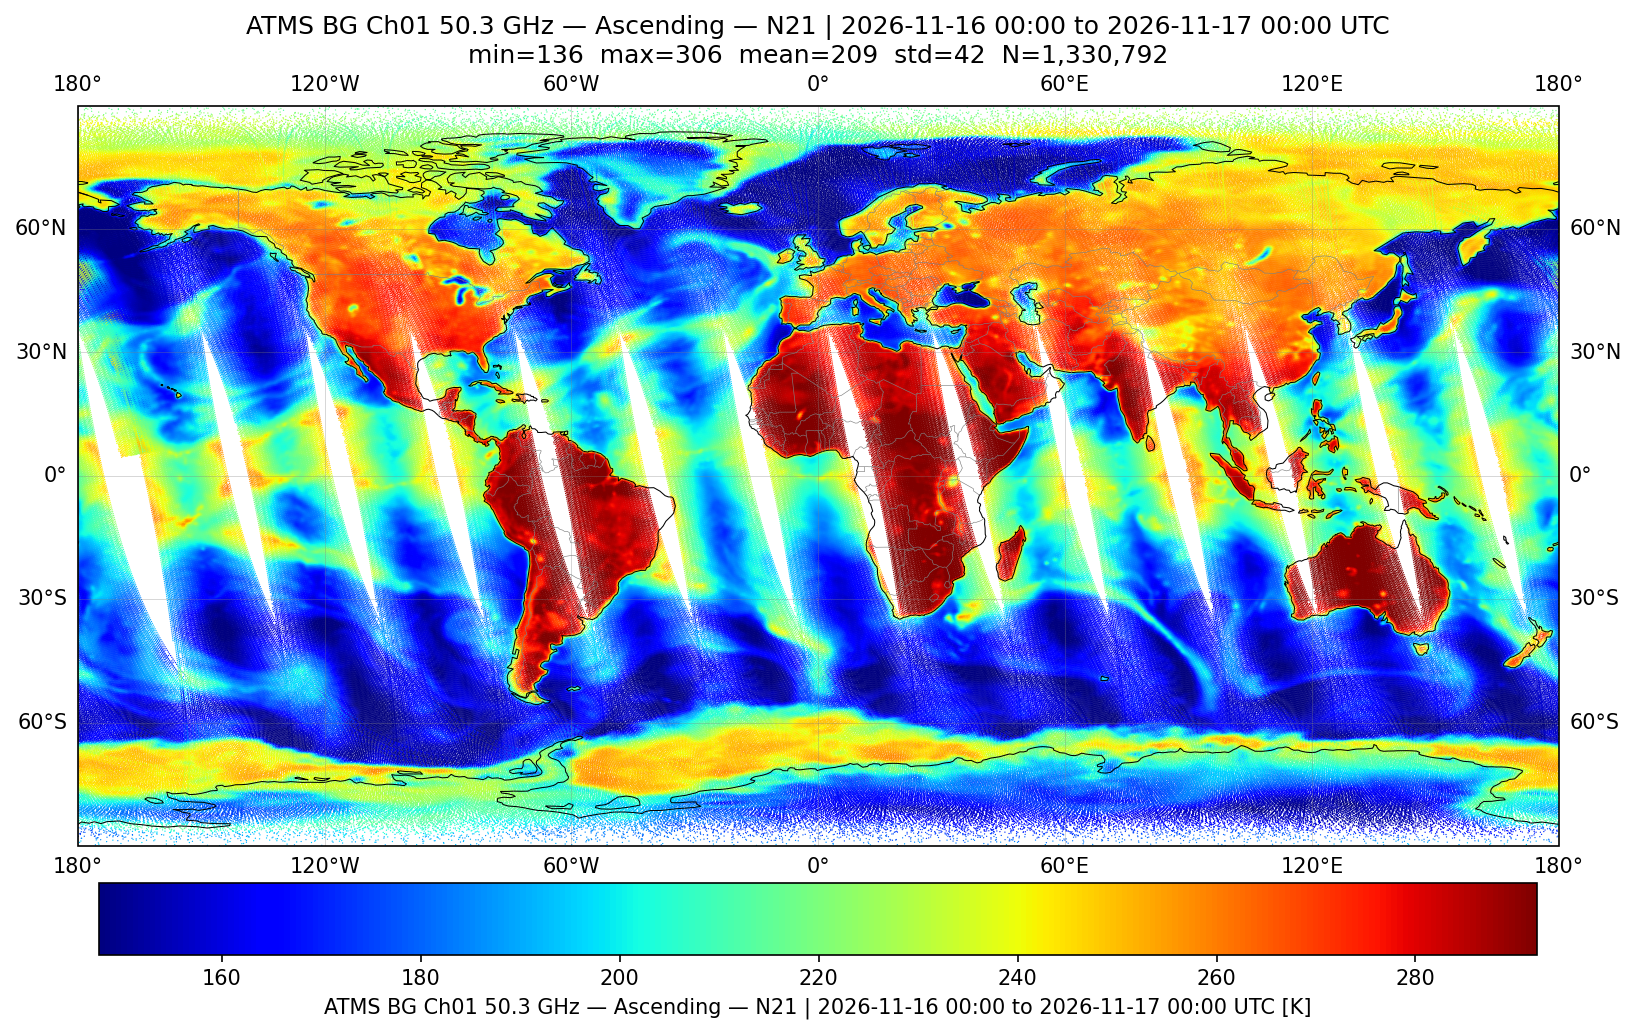 ATMS BG Ch01 50.3 GHz — Ascending — N21 | 2026-11-16 00:00 to 2026-11-17 00:00 UTC
min=136  max=306  mean=209  std=42  N=1,330,792
180° 120°W 60°W 0° 60°E 120°E 180°
60°N 60°N
30°N 30°N
0° 0°
30°S 30°S
60°S 60°S
180° 120°W 60°W 0° 60°E 120°E 180°
160 180 200 220 240 260 280
ATMS BG Ch01 50.3 GHz — Ascending — N21 | 2026-11-16 00:00 to 2026-11-17 00:00 UTC [K]